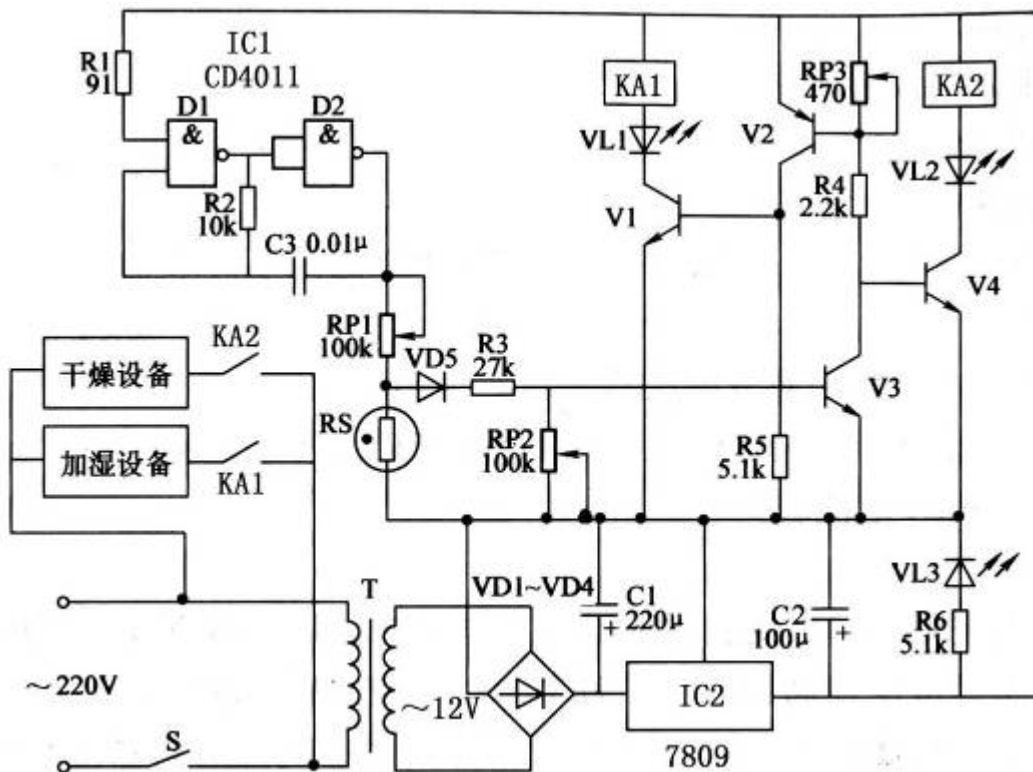 IC1
CD4011
R1
91
D1
&
D2
&
R2
10k
C3 0.01μ
RP1
100k
VD5
R3
27k
RS
RP2
100k
KA1
VL1
V1
V2
RP3
470
R4
2.2k
KA2
VL2
V4
V3
R5
5.1k
KA2
干燥设备
加湿设备
KA1
T
VD1~VD4
C1
220μ
+
C2
100μ
+
VL3
R6
5.1k
~220V
~12V
IC2
7809
S